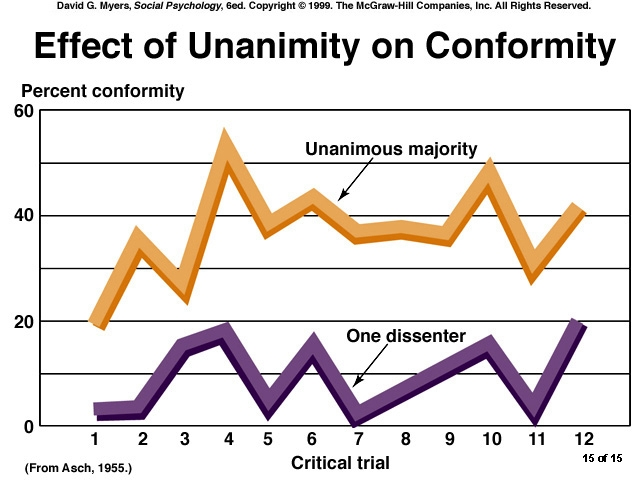 David G. Myers, Social Psychology, 6ed. Copyright © 1999. The McGraw-Hill Companies, Inc. All Rights Reserved.
Effect of Unanimity on Conformity
Percent conformity
60
Unanimous majority
40
20
One dissenter
0
1 2 3 4 5 6 7 8 9 10 11 12
15 of 15
(From Asch, 1955.)
Critical trial